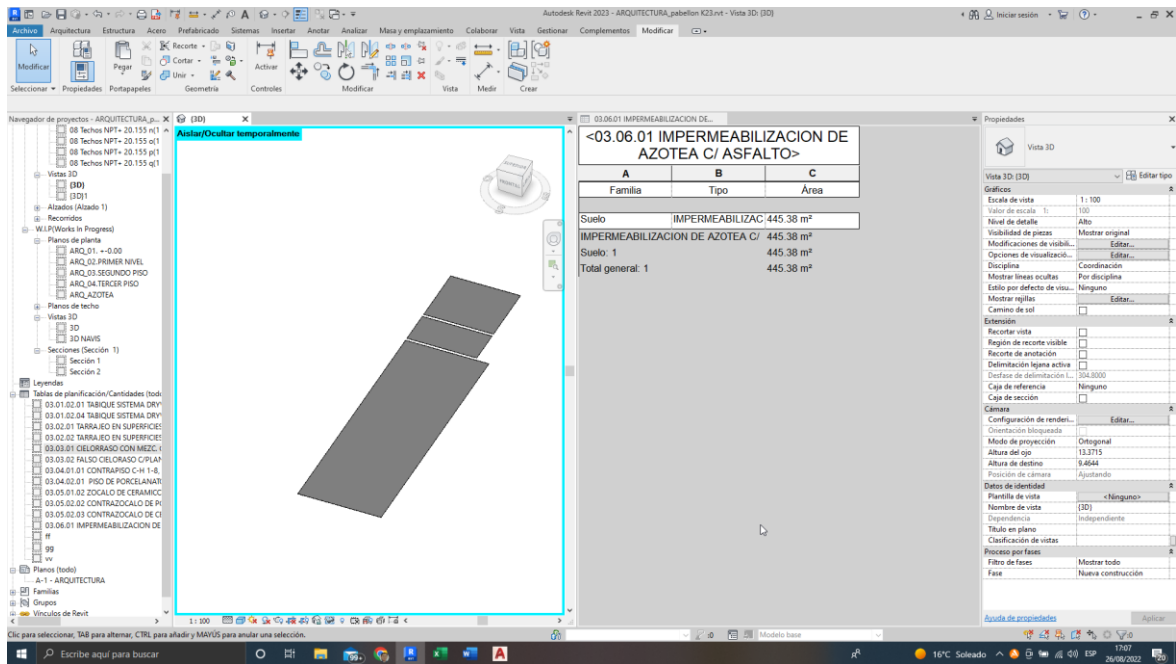 Autodesk Revit 2023 - ARQUITECTURA_pabellon K23.rvt - Vista 3D: {3D}
Iniciar sesión
Archivo Arquitectura Estructura Acero Prefabricado Sistemas Insertar Anotar Analizar Masa y emplazamiento Colaborar Vista Gestionar Complementos Modificar
Modificar
Pegar
Recorte
Cortar
Unir
Activar
Seleccionar Propiedades Portapapeles Geometría Controles Modificar Vista Medir Crear
Navegador de proyectos - ARQUITECTURA_p...
08 Techos NPT+ 20.155 n(1
08 Techos NPT+ 20.155 o(1
08 Techos NPT+ 20.155 p(1
08 Techos NPT+ 20.155 q(1
Vistas 3D
{3D}
{3D}1
Alzados (Alzado 1)
Recorridos
W.I.P(Works In Progress)
Planos de planta
ARQ_01. +-0.00
ARQ_02.PRIMER NIVEL
ARQ_03.SEGUNDO PISO
ARQ_04.TERCER PISO
ARQ_AZOTEA
Planos de techo
Vistas 3D
3D
3D NAVIS
Secciones (Sección 1)
Sección 1
Sección 2
Leyendas
Tablas de planificación/Cantidades (todo
03.01.02.01 TABIQUE SISTEMA DRY
03.01.02.04 TABIQUE SISTEMA DRY
03.02.01 TARRAJEO EN SUPERFICIES
03.02.02 TARRAJEO EN SUPERFICIES
03.03.01 CIELORRASO CON MEZC,
03.03.02 FALSO CIELORASO C/PLAN
03.04.01.01 CONTRAPISO C-H 1-8,
03.04.02.01 PISO DE PORCELANAT
03.05.01.02 ZOCALO DE CERAMICC
03.05.02.02 CONTRAZOCALO DE P
03.05.02.03 CONTRAZOCALO DE C
03.06.01 IMPERMEABILIZACION DE
ff
gg
vv
Planos (todo)
A-1 - ARQUITECTURA
Familias
Grupos
Vínculos de Revit
{3D}
Aislar/Ocultar temporalmente
1 : 100
03.06.01 IMPERMEABILIZACION DE...
<03.06.01 IMPERMEABILIZACION DE
AZOTEA C/ ASFALTO>
A B C
Familia Tipo Área
Suelo IMPERMEABILIZAC 445.38 m²
IMPERMEABILIZACION DE AZOTEA C/ 445.38 m²
Suelo: 1 445.38 m²
Total general: 1 445.38 m²
Propiedades
Vista 3D
Vista 3D: {3D} Editar tipo
Gráficos
Escala de vista 1 : 100
Valor de escala 1: 100
Nivel de detalle Alto
Visibilidad de piezas Mostrar original
Modificaciones de visibili... Editar...
Opciones de visualizació... Editar...
Disciplina Coordinación
Mostrar líneas ocultas Por disciplina
Estilo por defecto de visu... Ninguno
Mostrar rejillas Editar...
Camino de sol
Extensión
Recortar vista
Región de recorte visible
Recorte de anotación
Delimitación lejana activa
Desfase de delimitación l... 304.8000
Caja de referencia Ninguno
Caja de sección
Cámara
Configuración de renderi... Editar...
Orientación bloqueada
Modo de proyección Ortogonal
Altura del ojo 13.3715
Altura de destino 9.4644
Posición de cámara Ajustando
Datos de identidad
Plantilla de vista <Ninguno>
Nombre de vista {3D}
Dependencia Independiente
Título en plano
Clasificación de vistas
Proceso por fases
Filtro de fases Mostrar todo
Fase Nueva construcción
Ayuda de propiedades Aplicar
Clic para seleccionar, TAB para alternar, CTRL para añadir y MAYÚS para anular una selección.
:0 Modelo base :0
Escribe aquí para buscar
16°C Soleado ESP 17:07
26/08/2022